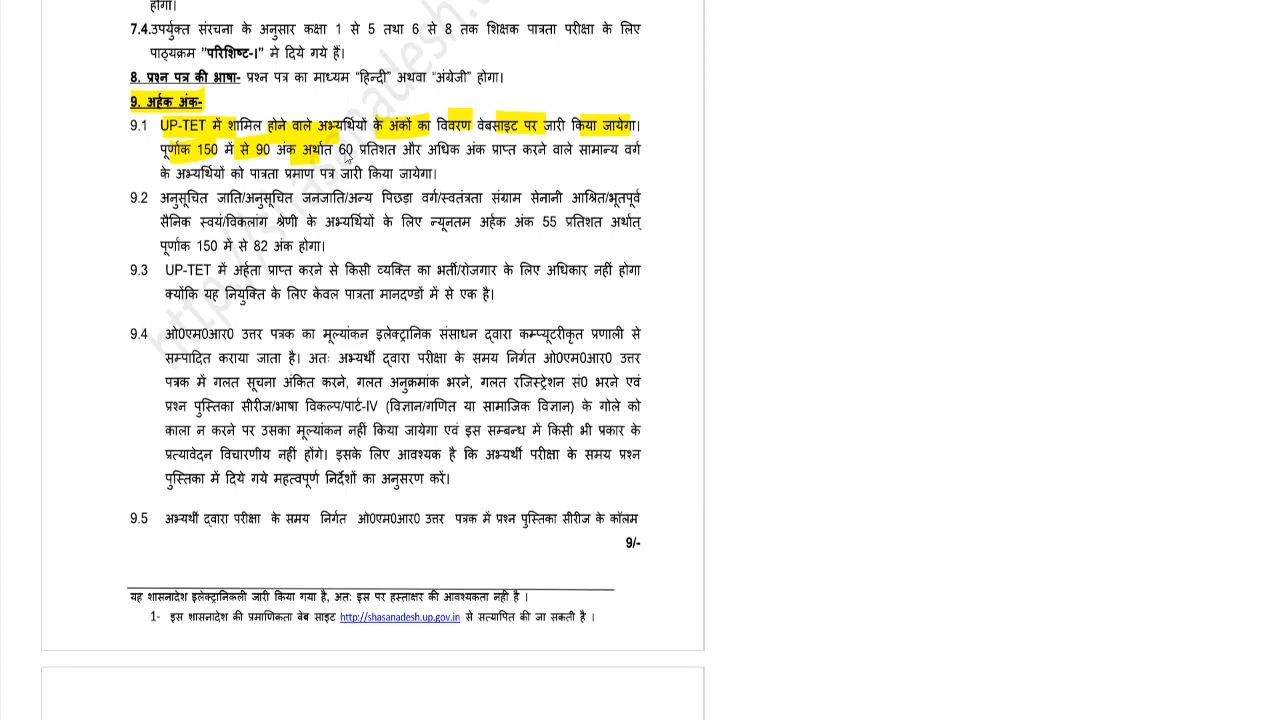 होगा।
7.4.उपर्युक्त संरचना के अनुसार कक्षा 1 से 5 तथा 6 से 8 तक शिक्षक पात्रता परीक्षा के लिए
पाठ्यक्रम "परिशिष्ट-।" मे दिये गये हैं।
8. प्रश्न पत्र की भाषा- प्रश्न पत्र का माध्यम "हिन्दी" अथवा "अंग्रेजी" होगा।
9. अर्हक अंक-
9.1 UP-TET में शामिल होने वाले अभ्यर्थियों के अंकों का विवरण वेबसाइट पर जारी किया जायेगा।
पूर्णांक 150 में से 90 अंक अर्थात 60 प्रतिशत और अधिक अंक प्राप्त करने वाले सामान्य वर्ग
के अभ्यर्थियों को पात्रता प्रमाण पत्र जारी किया जायेगा।
9.2 अनुसूचित जाति/अनुसूचित जनजाति/अन्य पिछड़ा वर्ग/स्वतंत्रता संग्राम सेनानी आश्रित/भूतपूर्व
सैनिक स्वयं/विकलांग श्रेणी के अभ्यर्थियों के लिए न्यूनतम अर्हक अंक 55 प्रतिशत अर्थात्
पूर्णांक 150 में से 82 अंक होगा।
9.3 UP-TET में अर्हता प्राप्त करने से किसी व्यक्ति का भर्ती/रोजगार के लिए अधिकार नहीं होगा
क्योंकि यह नियुक्ति के लिए केवल पात्रता मानदण्डों में से एक है।
9.4 ओ0एम0आर0 उत्तर पत्रक का मूल्यांकन इलेक्ट्रानिक संसाधन द्वारा कम्प्यूटरीकृत प्रणाली से
सम्पादित कराया जाता है। अतः अभ्यर्थी द्वारा परीक्षा के समय निर्गत ओ0एम0आर0 उत्तर
पत्रक में गलत सूचना अंकित करने, गलत अनुक्रमांक भरने, गलत रजिस्ट्रेशन सं0 भरने एवं
प्रश्न पुस्तिका सीरीज/भाषा विकल्प/पार्ट-IV (विज्ञान/गणित या सामाजिक विज्ञान) के गोले को
काला न करने पर उसका मूल्यांकन नहीं किया जायेगा एवं इस सम्बन्ध में किसी भी प्रकार के
प्रत्यावेदन विचारणीय नहीं होंगे। इसके लिए आवश्यक है कि अभ्यर्थी परीक्षा के समय प्रश्न
पुस्तिका में दिये गये महत्वपूर्ण निर्देशों का अनुसरण करें।
9.5 अभ्यर्थी द्वारा परीक्षा के समय निर्गत ओ0एम0आर0 उत्तर पत्रक में प्रश्न पुस्तिका सीरीज के कॉलम
9/-
यह शासनादेश इलेक्ट्रानिकली जारी किया गया है, अत: इस पर हस्ताक्षर की आवश्यकता नही है ।
1- इस शासनादेश की प्रमाणिकता बेब साइट http://shasanadesh.up.gov.in से सत्यापित की जा सकती है ।